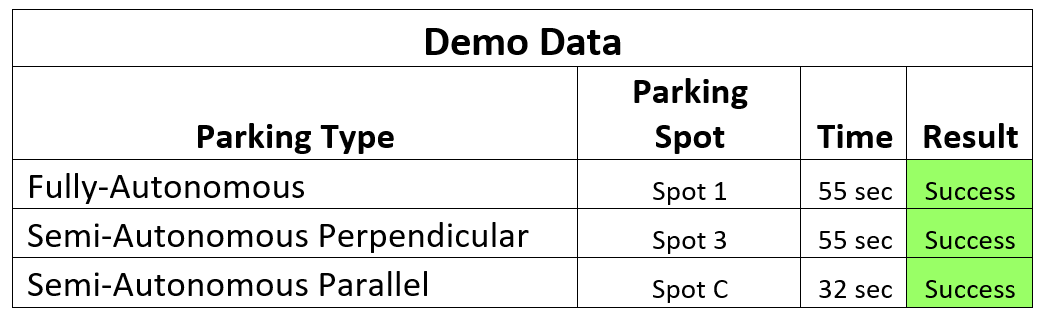 Demo Data
Parking Type Parking Spot Time Result
Fully-Autonomous Spot 1 55 sec Success
Semi-Autonomous Perpendicular Spot 3 55 sec Success
Semi-Autonomous Parallel Spot C 32 sec Success